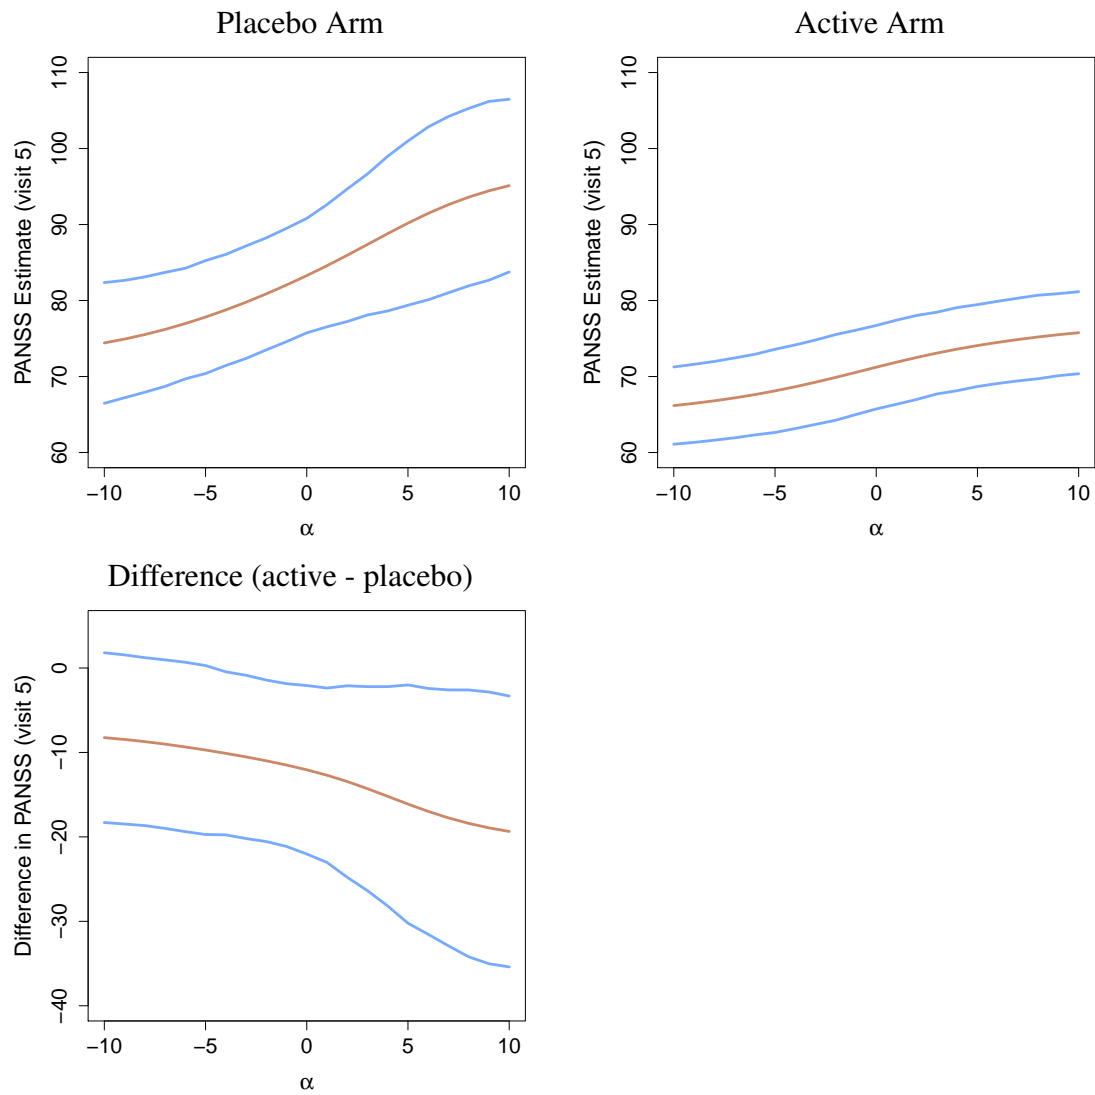 Placebo Arm
PANSS Estimate (visit 5)
110
100
90
80
70
60
−10 −5 0 5 10
α
Active Arm
PANSS Estimate (visit 5)
110
100
90
80
70
60
−10 −5 0 5 10
α
Difference (active - placebo)
Difference in PANSS (visit 5)
0
−10
−20
−30
−40
−10 −5 0 5 10
α